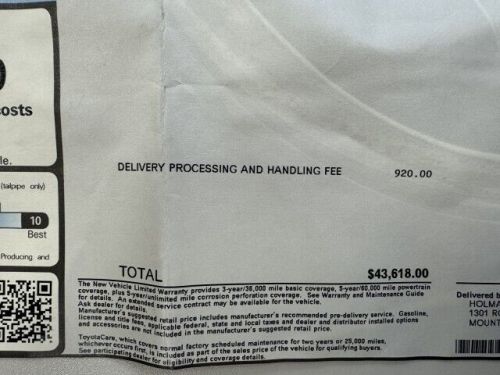 osts
le.
(tailpipe only)
10
Best
Producing and
DELIVERY PROCESSING AND HANDLING FEE 920.00
TOTAL $43,618.00
The New Vehicle Limited Warranty provides 3-year/36,000 mile basic coverage, 5-year/60,000 mile powertrain
coverage, plus 5-year/unlimited mile corrosion perforation coverage. See Warranty and Maintenance Guide
for details. An extended service contract may be available for the vehicle.
Ask dealer for details.
Manufacturer's suggested retail price includes manufacturer's recommended pre-delivery service. Gasoline,
license and title fees, applicable federal, state and local taxes and dealer and distributor installed options
and accessories are not included in the manufacturer's suggested retail price.
ToyotaCare, which covers normal factory scheduled maintenance for two years or 25,000 miles,
whichever occurs first, is included as part of the sales price of the vehicle for qualifying buyers.
See participating dealer for eligibility and coverage details.
Delivered b
HOLMA
1301 RO
MOUNT